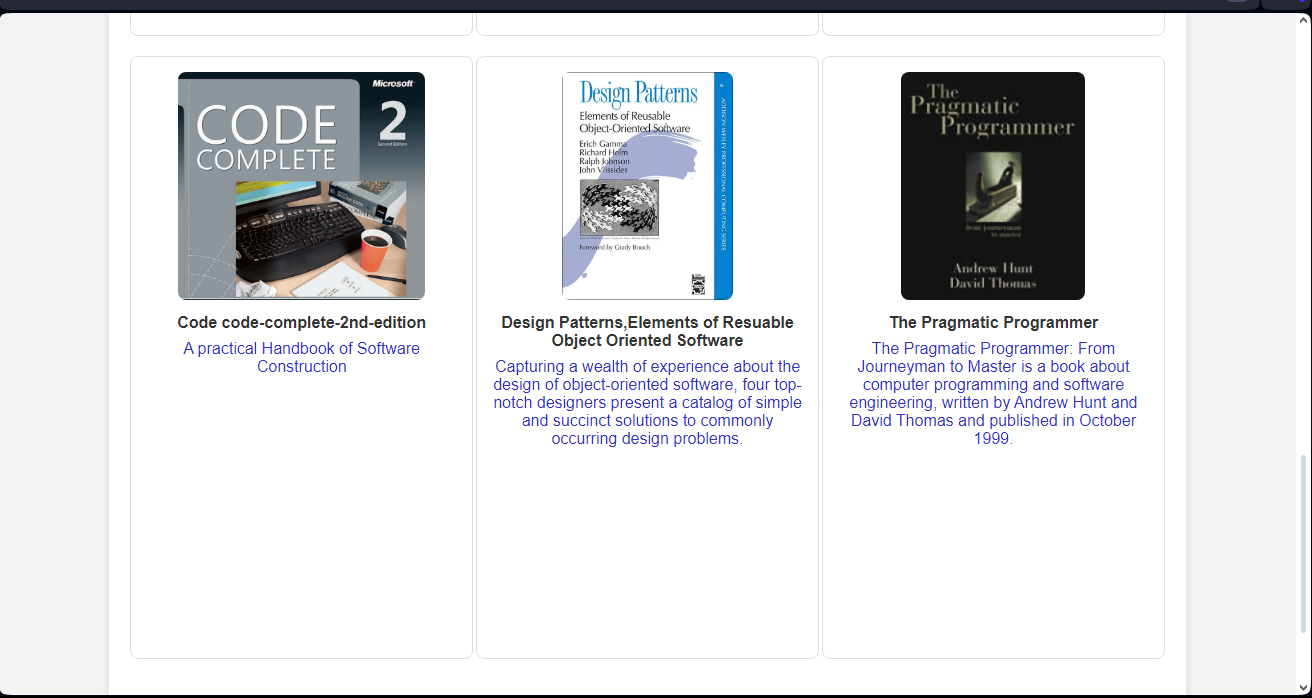 Microsoft
CODE
COMPLETE
2
Second Edition
Code code-complete-2nd-edition
A practical Handbook of Software
Construction
Design Patterns
Elements of Reusable
Object-Oriented Software
Erich Gamma
Richard Helm
Ralph Johnson
John Vlissides
Foreword by Grady Booch
ADDISON-WESLEY PROFESSIONAL COMPUTING SERIES
Design Patterns,Elements of Resuable
Object Oriented Software
Capturing a wealth of experience about the
design of object-oriented software, four top-
notch designers present a catalog of simple
and succinct solutions to commonly
occurring design problems.
The
Pragmatic
Programmer
from journeyman
to master
Andrew Hunt
David Thomas
The Pragmatic Programmer
The Pragmatic Programmer: From
Journeyman to Master is a book about
computer programming and software
engineering, written by Andrew Hunt and
David Thomas and published in October
1999.